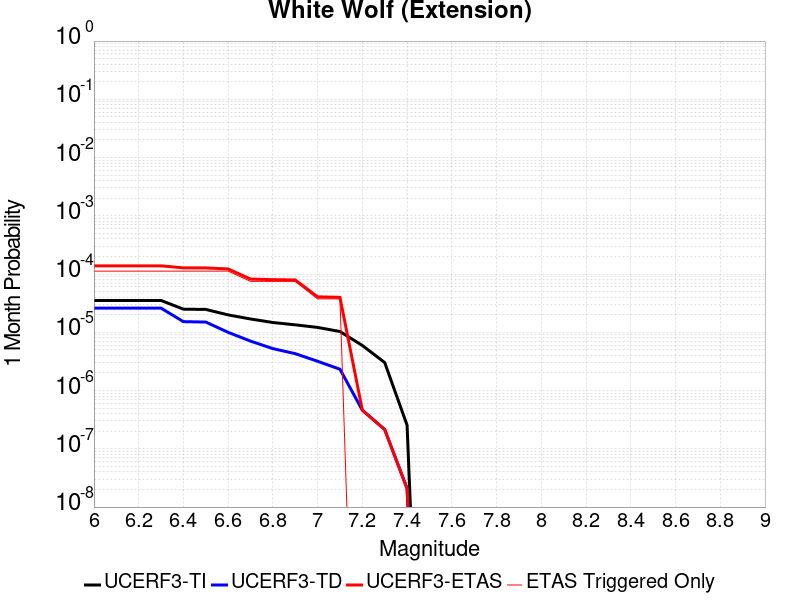 White Wolf (Extension)
10^0
10^-1
10^-2
10^-3
10^-4
10^-5
10^-6
10^-7
10^-8
1 Month Probability
6 6.2 6.4 6.6 6.8 7 7.2 7.4 7.6 7.8 8 8.2 8.4 8.6 8.8 9
Magnitude
UCERF3-TI UCERF3-TD UCERF3-ETAS ETAS Triggered Only